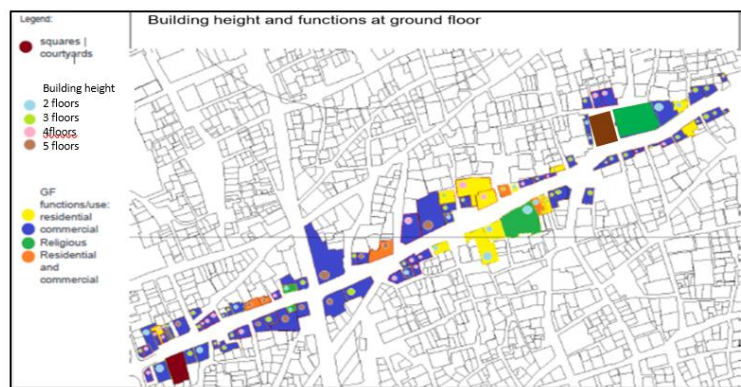 Legend:
Building height and functions at ground floor
squares |
courtyards
Building height
2 floors
3 floors
4floors
5 floors
GF
functions/use:
residential
commercial
Religious
Residential
and
commercial